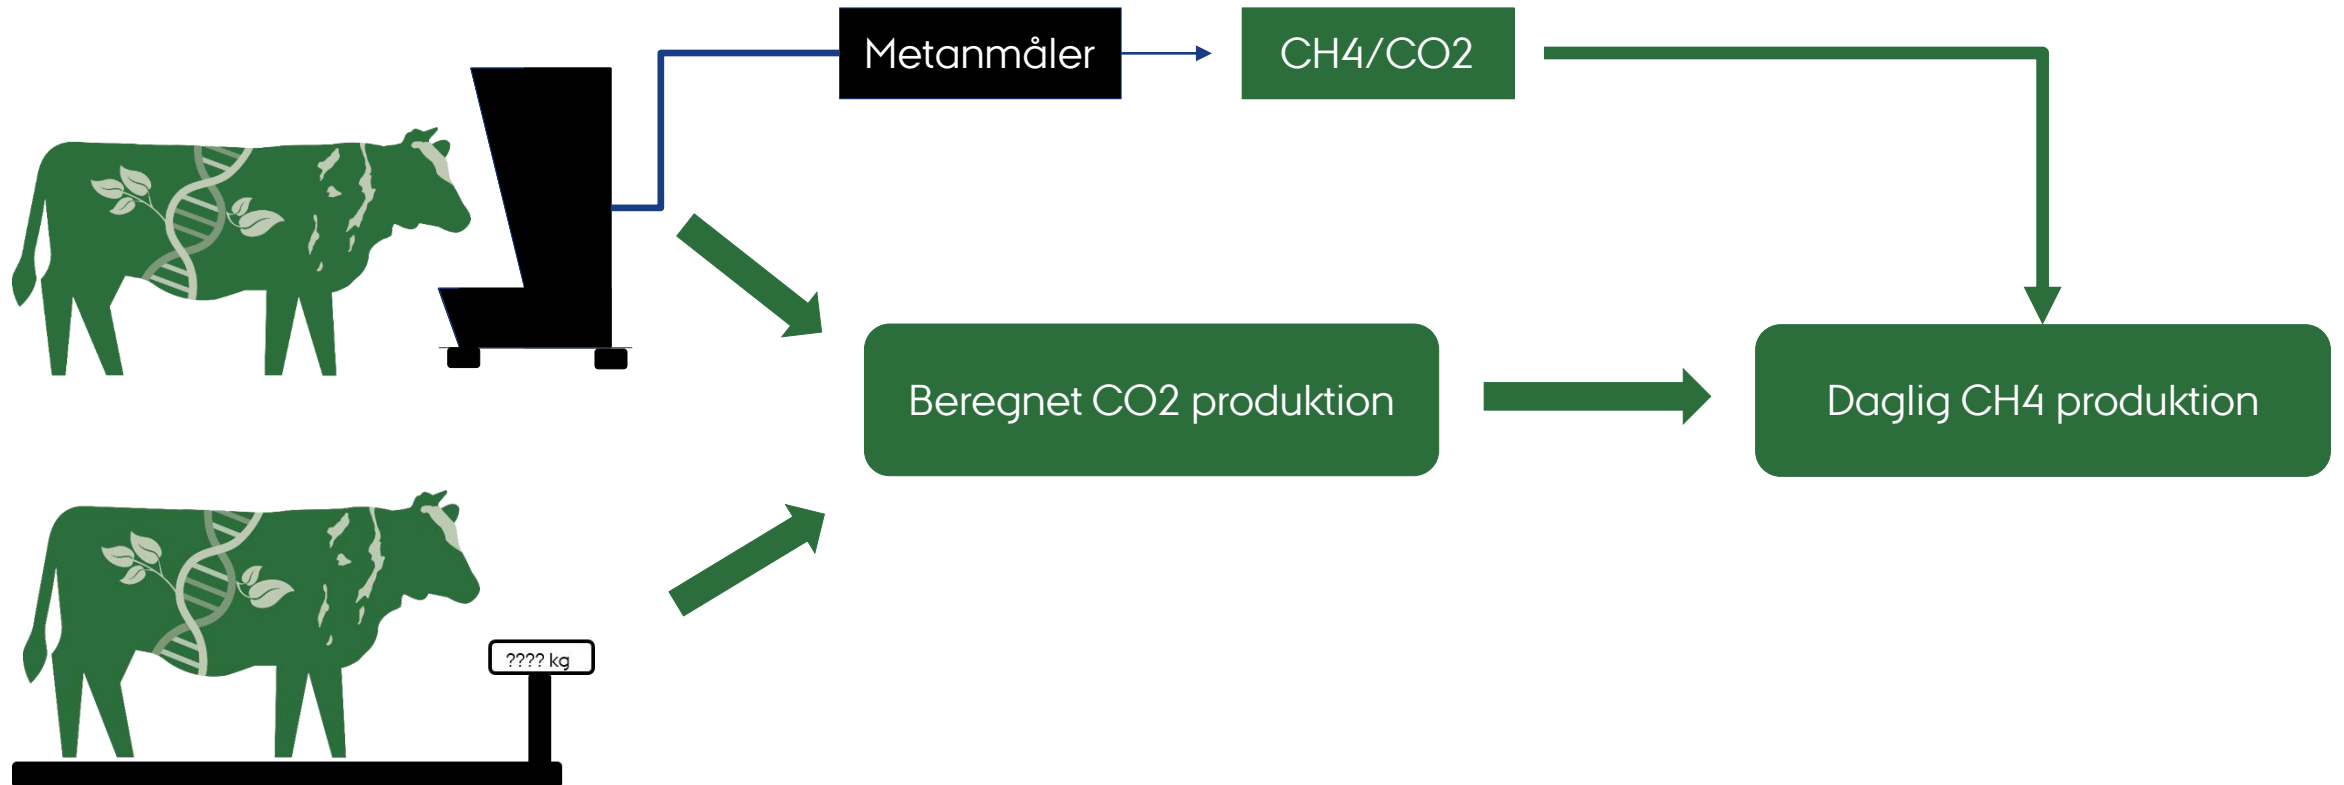 Metanmåler
CH4/CO2
Beregnet CO2 produktion
Daglig CH4 produktion
???? kg